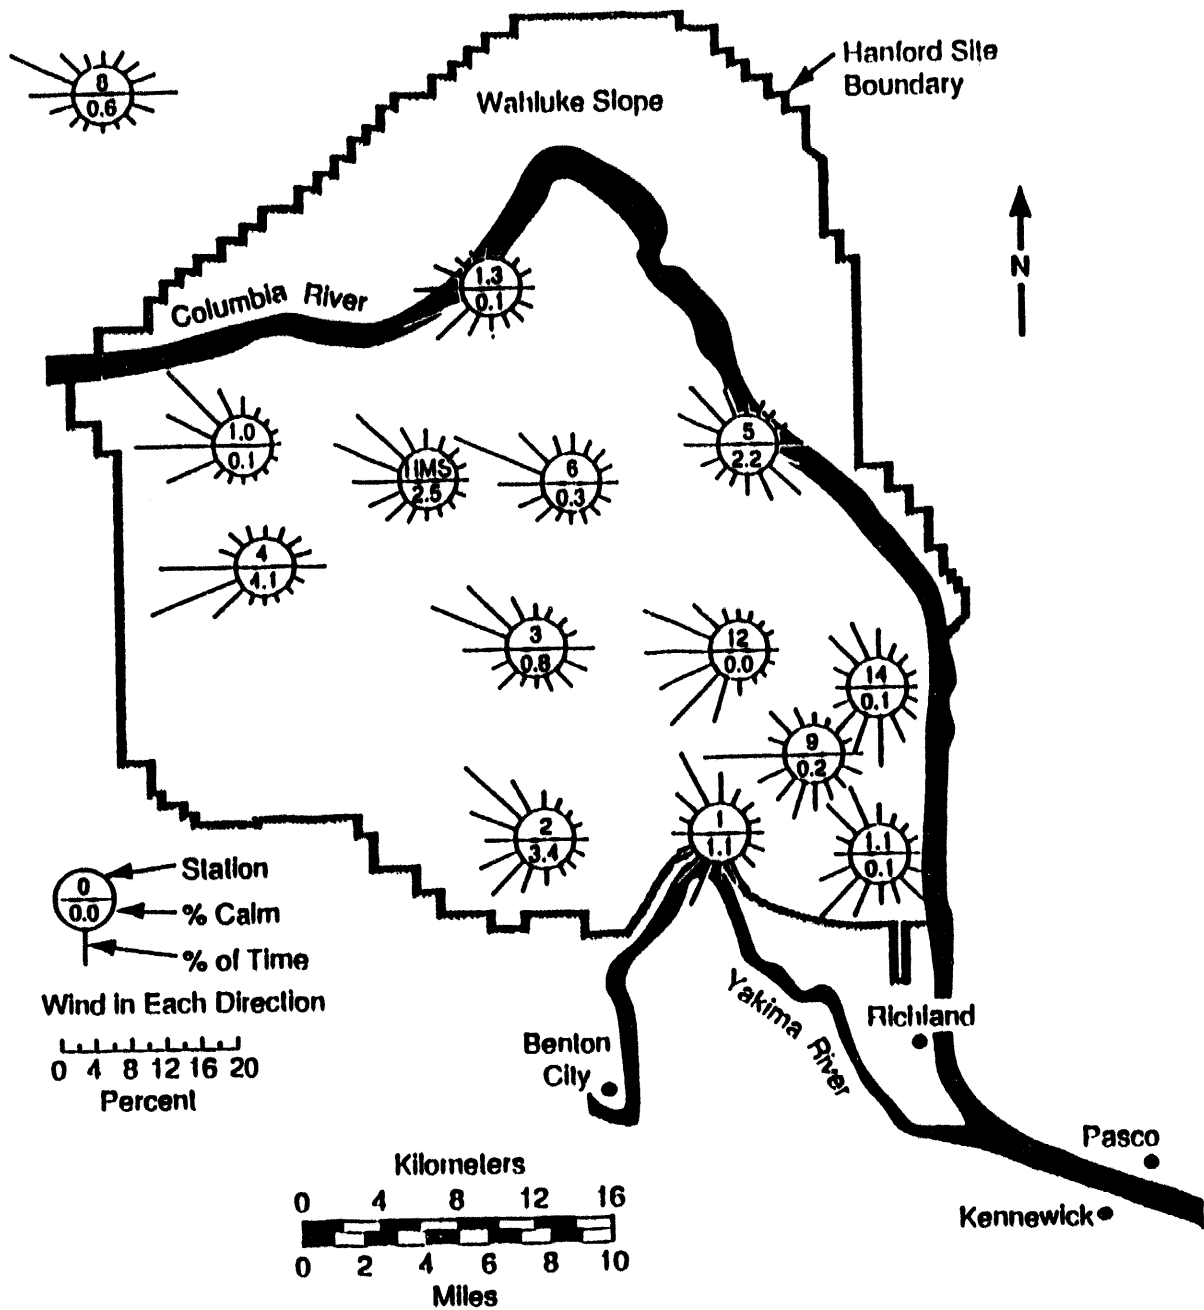 Hanford Site
Boundary
8
0.6
Wahluke Slope
N
1.3
0.1
Columbia River
1.0
0.1
HMS
2.5
6
0.3
5
2.2
4
4.1
3
0.8
12
0.0
14
0.1
9
0.2
2
3.4
1
1.1
1.1
0.1
0
0.0
Station
% Calm
% of Time
Wind in Each Direction
0 4 8 12 16 20
Percent
Yakima River
Richland
Benton
City
Pasco
Kennewick
Kilometers
0 4 8 12 16
0 2 4 6 8 10
Miles